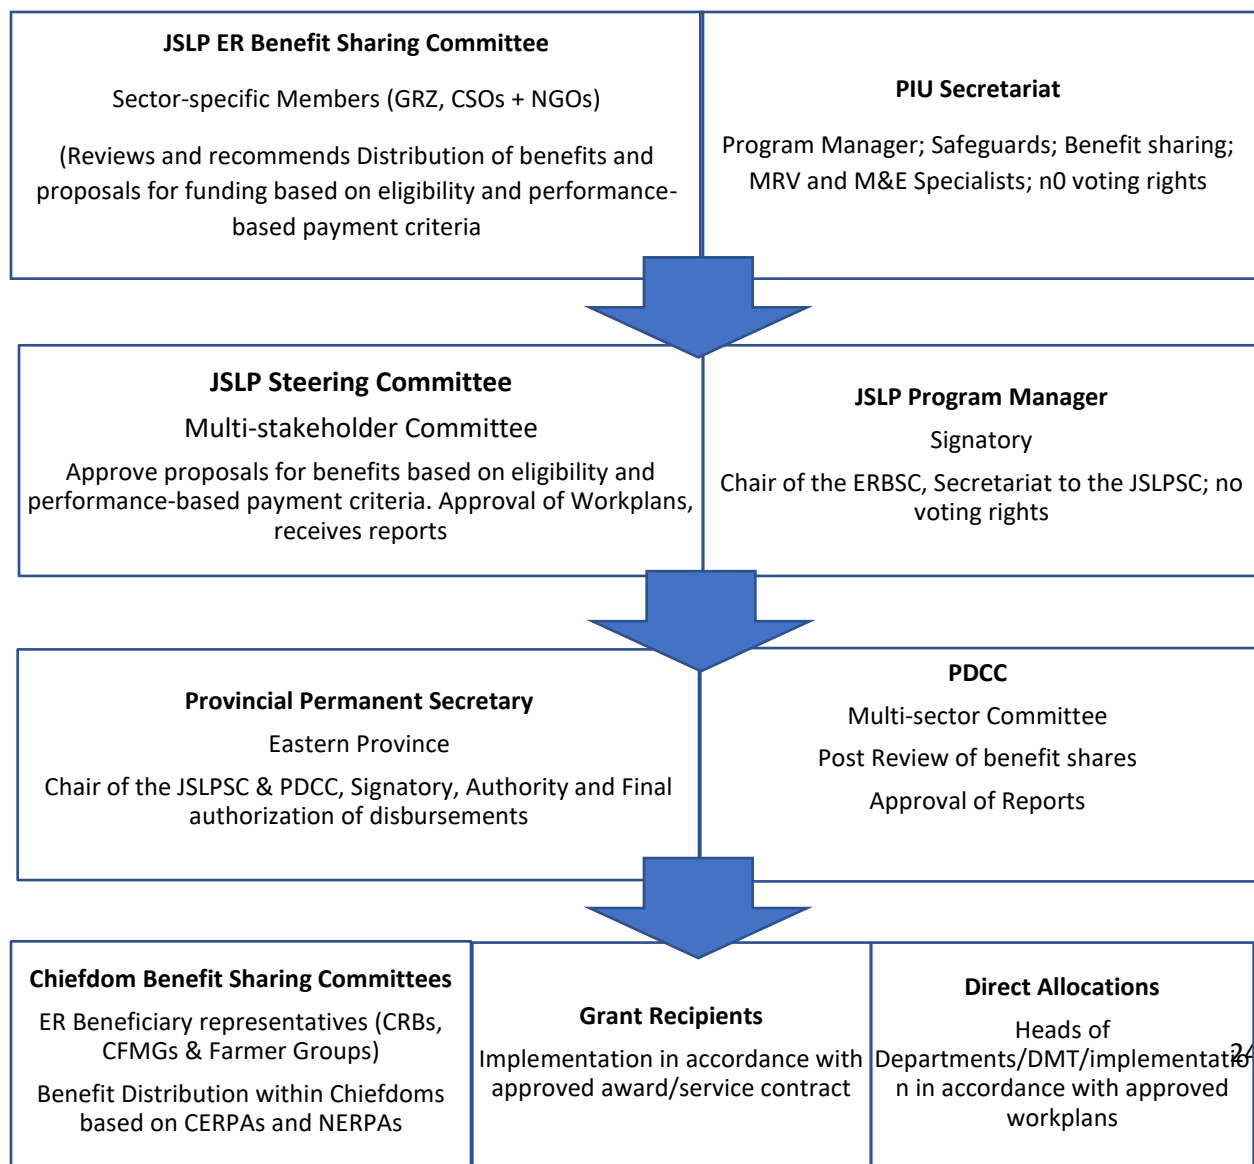 JSLP ER Benefit Sharing Committee
Sector-specific Members (GRZ, CSOs + NGOs)
(Reviews and recommends Distribution of benefits and
proposals for funding based on eligibility and performance-
based payment criteria
PIU Secretariat
Program Manager; Safeguards; Benefit sharing;
MRV and M&E Specialists; n0 voting rights
JSLP Steering Committee
Multi-stakeholder Committee
Approve proposals for benefits based on eligibility and
performance-based payment criteria. Approval of Workplans,
receives reports
JSLP Program Manager
Signatory
Chair of the ERBSC, Secretariat to the JSLPSC; no
voting rights
Provincial Permanent Secretary
Eastern Province
Chair of the JSLPSC & PDCC, Signatory, Authority and Final
authorization of disbursements
PDCC
Multi-sector Committee
Post Review of benefit shares
Approval of Reports
Chiefdom Benefit Sharing Committees
ER Beneficiary representatives (CRBs,
CFMGs & Farmer Groups)
Benefit Distribution within Chiefdoms
based on CERPAs and NERPAs
Grant Recipients
Implementation in accordance with
approved award/service contract
Direct Allocations
Heads of
Departments/DMT/implementatio
n in accordance with approved
workplans